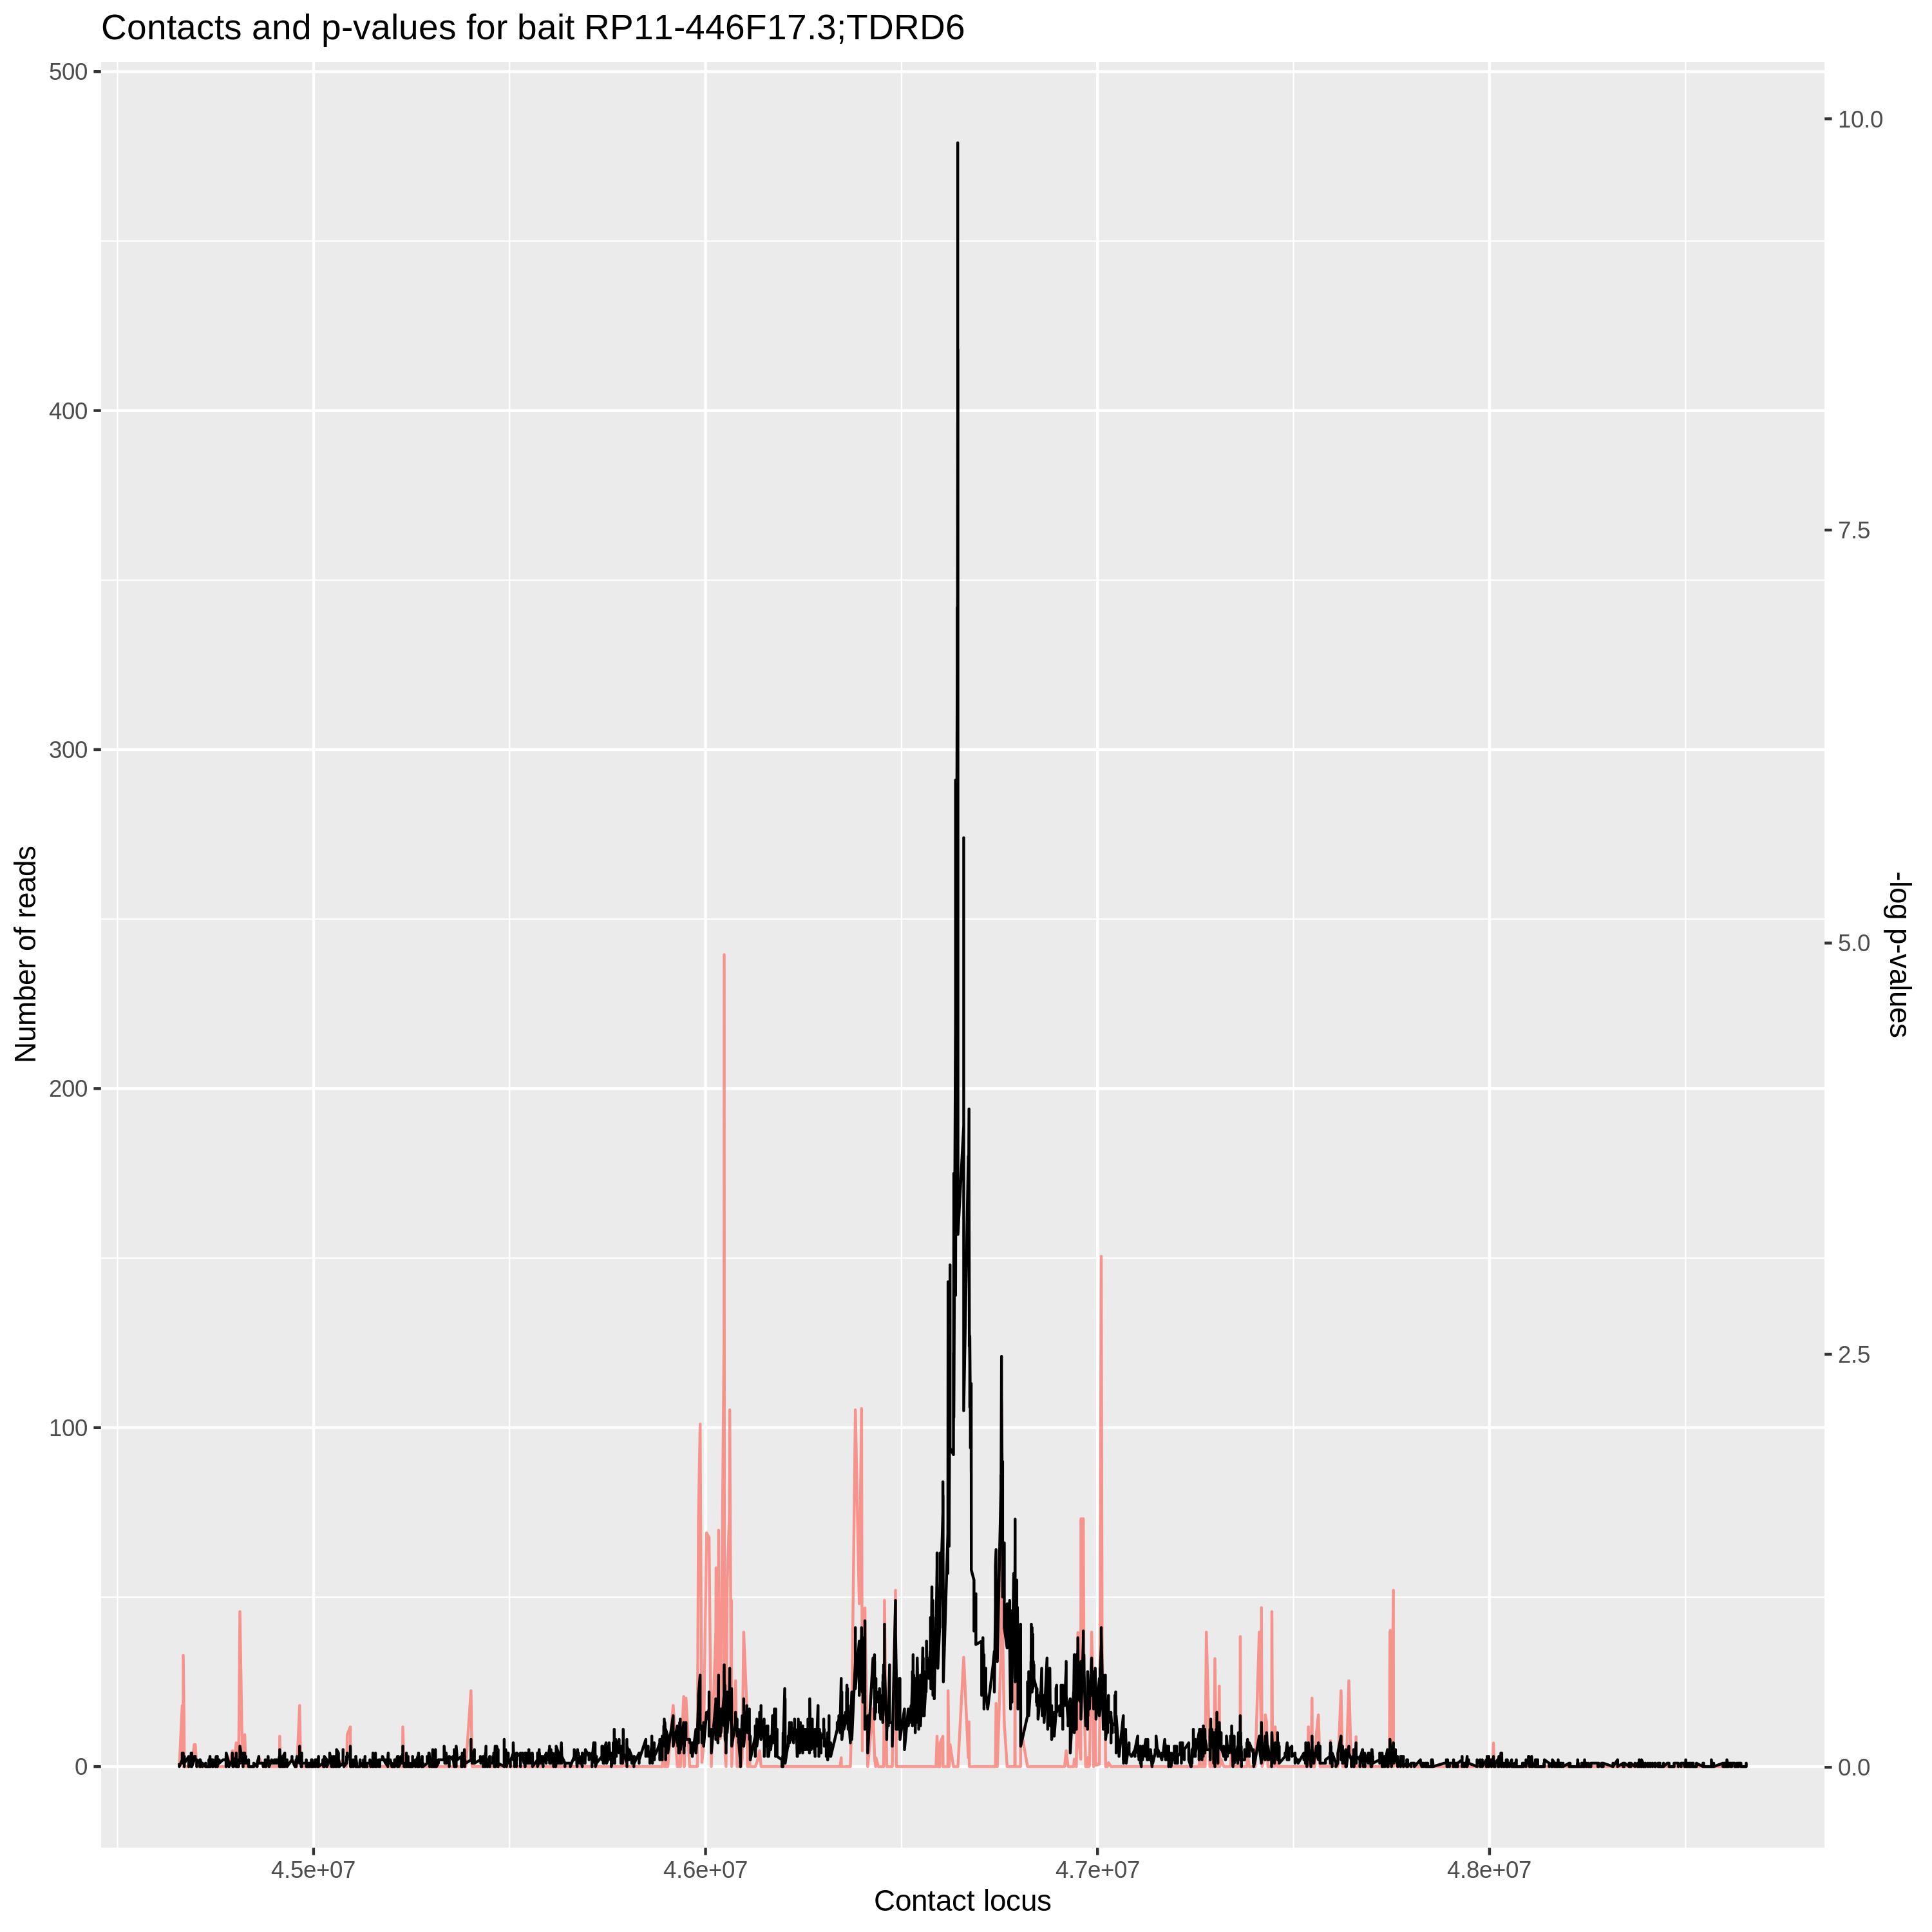 Contacts and p-values for bait RP11-446F17.3;TDRD6
500
400
300
200
100
0
Number of reads
10.0
7.5
5.0
2.5
0.0
-log p-values
4.5e+07
4.6e+07
4.7e+07
4.8e+07
Contact locus